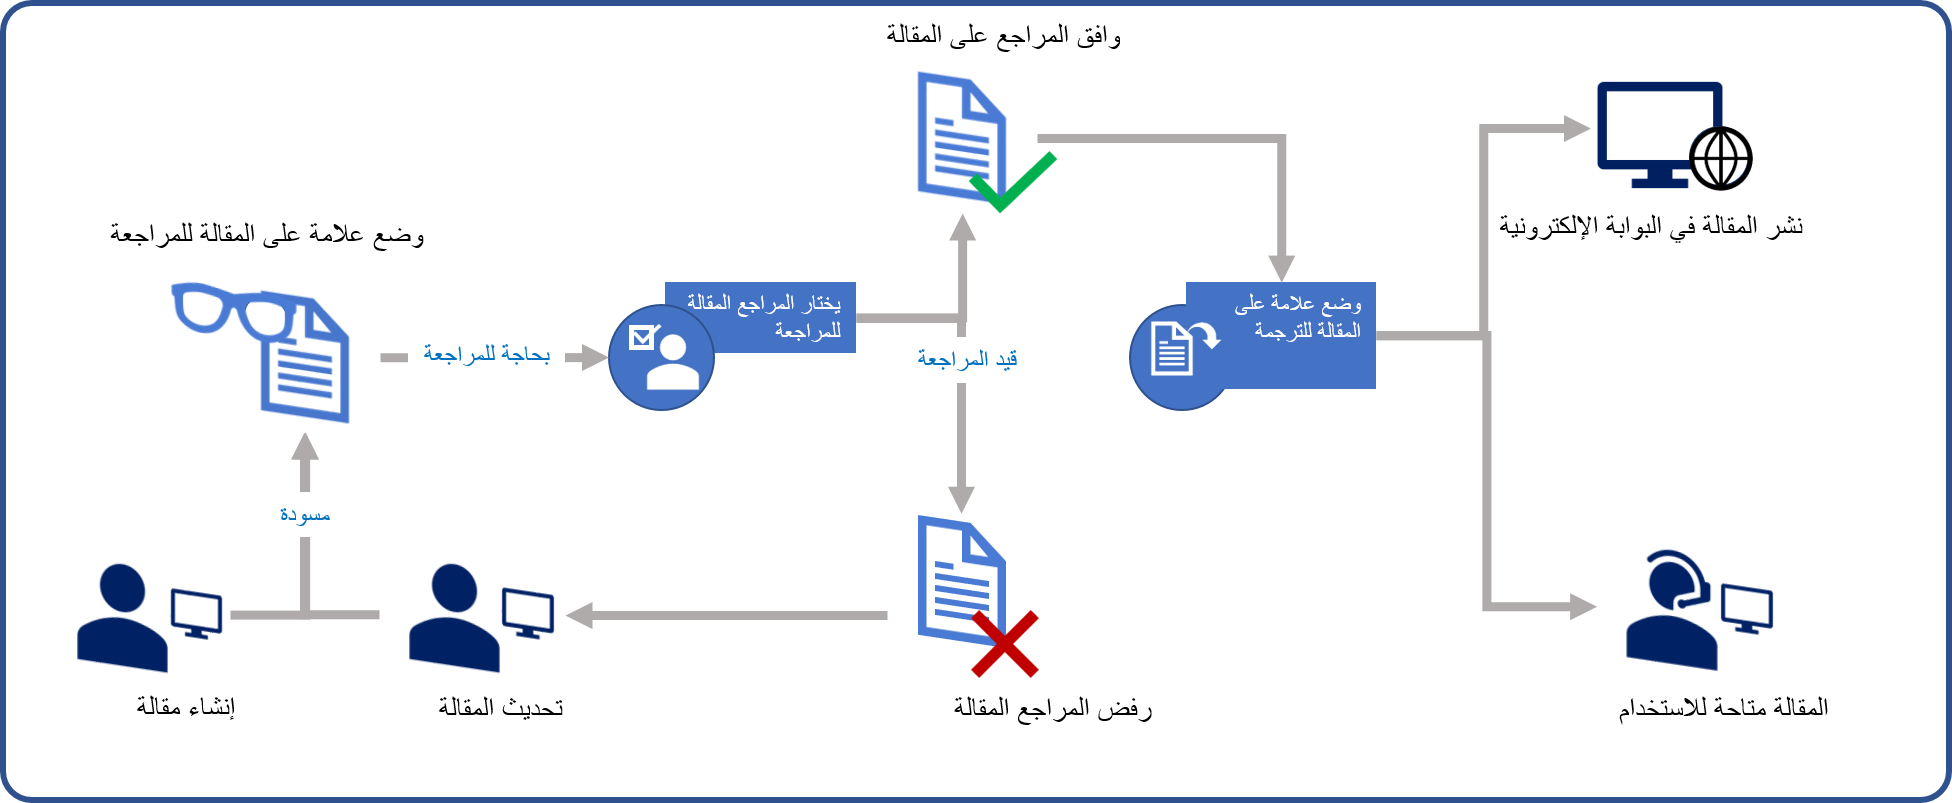 وافق المراجع على المقالة
نشر المقالة في البوابة الإلكترونية
وضع علامة على المقالة للمراجعة
يختار المراجع المقالة
للمراجعة
وضع علامة على
المقالة للترجمة
بحاجة للمراجعة
قيد المراجعة
مسودة
إنشاء مقالة
تحديث المقالة
رفض المراجع المقالة
المقالة متاحة للاستخدام